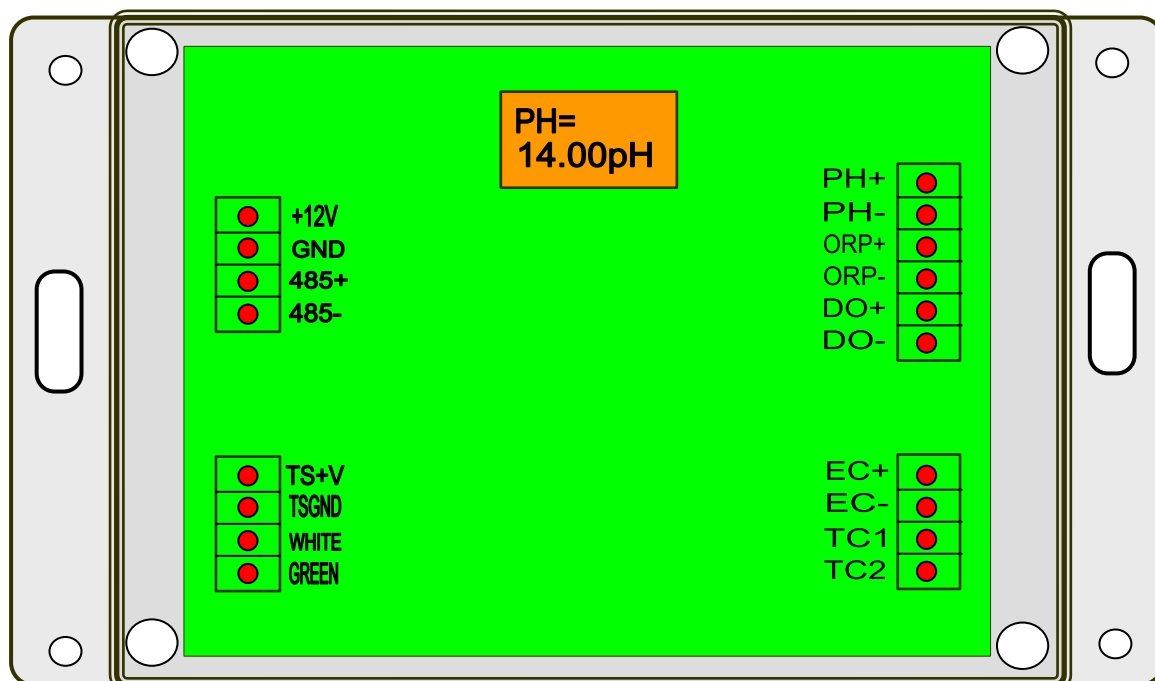 PH=
14.00pH
+12V
GND
485+
485-
PH+
PH-
ORP+
ORP-
DO+
DO-
TS+V
TSGND
WHITE
GREEN
EC+
EC-
TC1
TC2